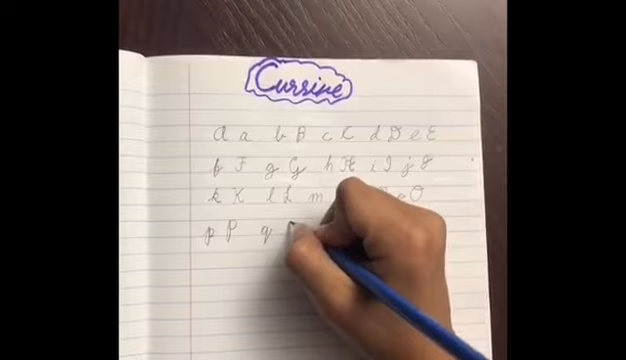 Cursive
A a b B c C d D e E
f F g G h H i I j J
k K l L m o O
p P q